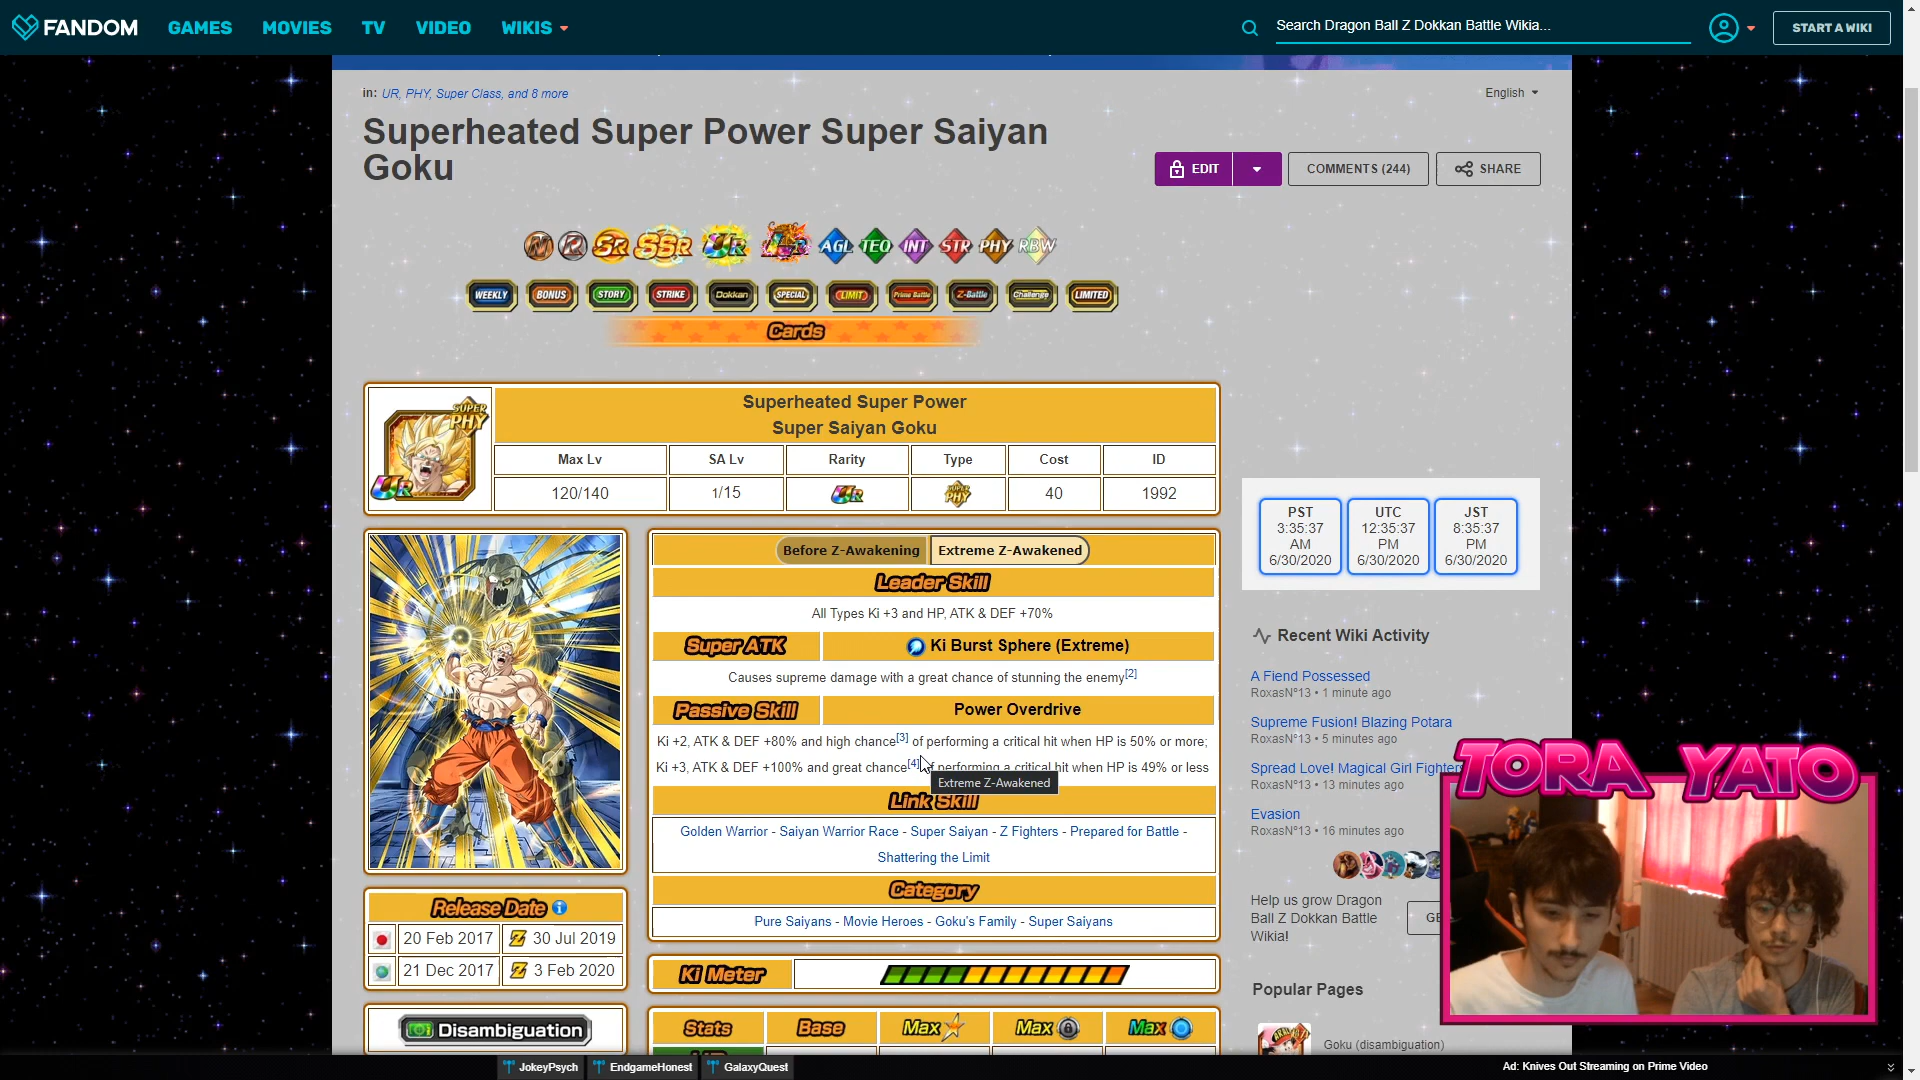 FANDOM GAMES MOVIES TV VIDEO WIKIS
Search Dragon Ball Z Dokkan Battle Wikia...
START A WIKI
in: UR, PHY, Super Class, and 8 more
English
Superheated Super Power Super Saiyan
Goku
EDIT
COMMENTS (244)
SHARE
N R SR SSR UR LR AGL TEQ INT STR PHY RBW
WEEKLY BONUS STORY STRIKE Dokkan SPECIAL LIMIT Prime Battle Z-Battle Challenge LIMITED
Cards
SUPER PHY
UR
Superheated Super Power
Super Saiyan Goku
Max Lv SA Lv Rarity Type Cost ID
120/140 1/15 UR SUPER PHY 40 1992
Before Z-Awakening Extreme Z-Awakened
Leader Skill
All Types Ki +3 and HP, ATK & DEF +70%
Super ATK Ki Burst Sphere (Extreme)
Causes supreme damage with a great chance of stunning the enemy[2]
Passive Skill Power Overdrive
Ki +2, ATK & DEF +80% and high chance[3] of performing a critical hit when HP is 50% or more;
Ki +3, ATK & DEF +100% and great chance[4] of performing a critical hit when HP is 49% or less
Extreme Z-Awakened
Link Skill
Golden Warrior - Saiyan Warrior Race - Super Saiyan - Z Fighters - Prepared for Battle -
Shattering the Limit
Category
Pure Saiyans - Movie Heroes - Goku's Family - Super Saiyans
Ki Meter
Stats Base Max Max Max
Release Date
20 Feb 2017 Z 30 Jul 2019
21 Dec 2017 Z 3 Feb 2020
Disambiguation
PST
3:35:37
AM
6/30/2020
UTC
12:35:37
PM
6/30/2020
JST
8:35:37
PM
6/30/2020
Recent Wiki Activity
A Fiend Possessed
RoxasN°13 • 1 minute ago
Supreme Fusion! Blazing Potara
RoxasN°13 • 5 minutes ago
Spread Love! Magical Girl Fighters
RoxasN°13 • 13 minutes ago
Evasion
RoxasN°13 • 16 minutes ago
Help us grow Dragon
Ball Z Dokkan Battle
Wikia!
GE
Popular Pages
Goku (disambiguation)
TORA YATO
JokeyPsych EndgameHonest GalaxyQuest
Ad: Knives Out Streaming on Prime Video